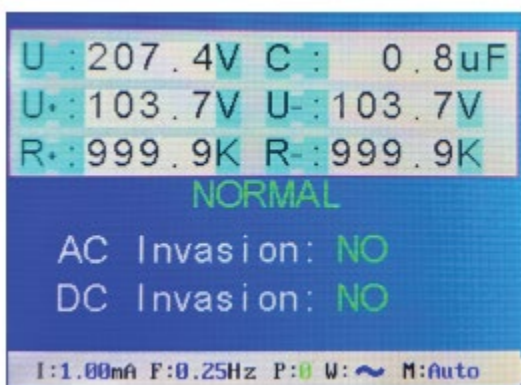 U : 207.4V C : 0.8uF
U+: 103.7V U-: 103.7V
R+: 999.9K R-: 999.9K
NORMAL
AC Invasion: NO
DC Invasion: NO
I:1.00mA F:0.25Hz P:0 W:~ M:Auto